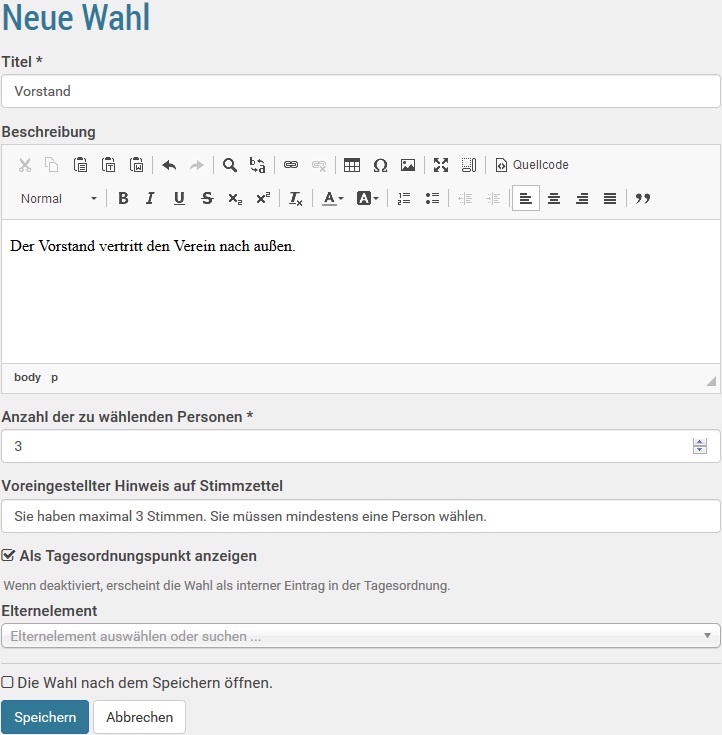 Neue Wahl
Titel *
Vorstand
Beschreibung
Quellcode
Normal B I U S x₂ x² Tx A A
Der Vorstand vertritt den Verein nach außen.
body p
Anzahl der zu wählenden Personen *
3
Voreingestellter Hinweis auf Stimmzettel
Sie haben maximal 3 Stimmen. Sie müssen mindestens eine Person wählen.
Als Tagesordnungspunkt anzeigen
Wenn deaktiviert, erscheint die Wahl als interner Eintrag in der Tagesordnung.
Elternelement
Elternelement auswählen oder suchen ...
Die Wahl nach dem Speichern öffnen.
Speichern Abbrechen